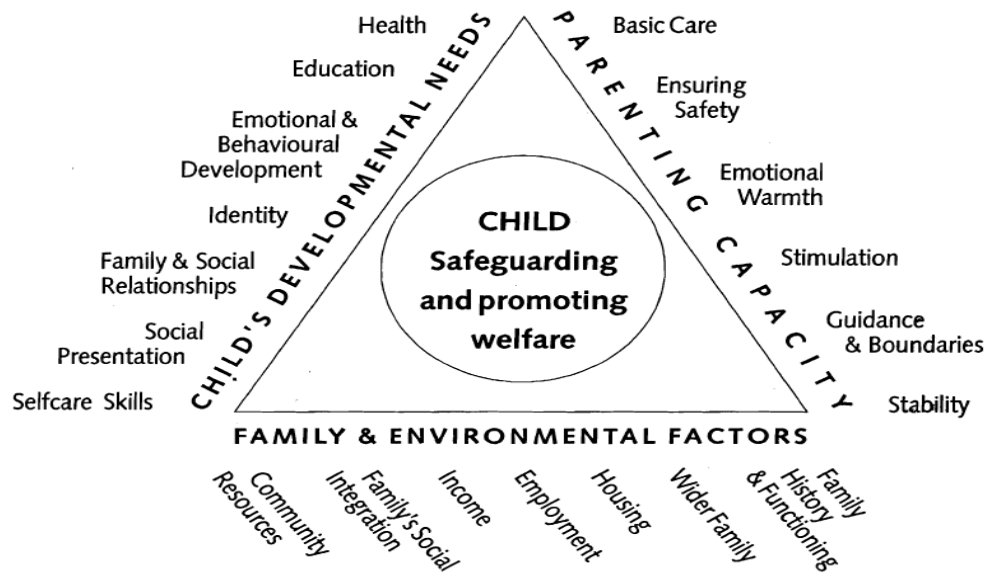 Health
Education
Emotional &
Behavioural
Development
Identity
Family & Social
Relationships
Social
Presentation
Selfcare Skills
CHILD'S DEVELOPMENTAL NEEDS
CHILD
Safeguarding
and promoting
welfare
PARENTING CAPACITY
Basic Care
Ensuring
Safety
Emotional
Warmth
Stimulation
Guidance
& Boundaries
Stability
FAMILY & ENVIRONMENTAL FACTORS
Community
Resources
Family's Social
Integration
Income
Employment
Housing
Wider Family
Family
History
& Functioning